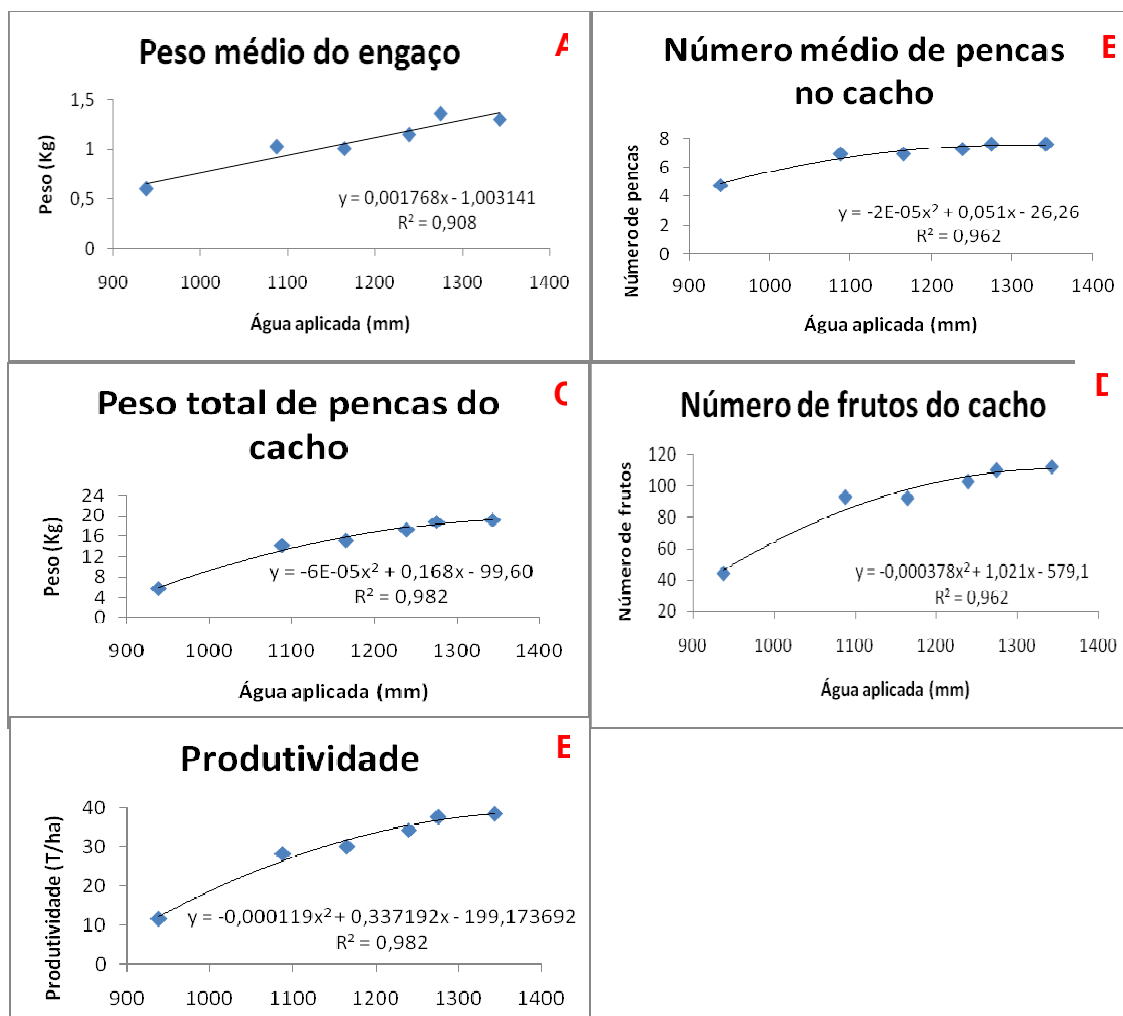 Peso médio do engaço
A
Peso (Kg)
1,5
1
0,5
0
y = 0,001768x - 1,003141
R² = 0,908
900 1000 1100 1200 1300 1400
Água aplicada (mm)
Número médio de pencas
no cacho
Número de pencas
8
6
4
2
0
y = -2E-05x² + 0,051x - 26,26
R² = 0,962
900 1000 1100 1200 1300 1400
Água aplicada (mm)
Peso total de pencas do
cacho
C
Peso (Kg)
24
20
16
12
8
4
0
y = -6E-05x² + 0,168x - 99,60
R² = 0,982
900 1000 1100 1200 1300 1400
Água aplicada (mm)
Número de frutos do cacho
D
Número de frutos
120
100
80
60
40
20
y = -0,000378x² + 1,021x - 579,1
R² = 0,962
900 1000 1100 1200 1300 1400
Água aplicada (mm)
Produtividade
E
Produtividade (T/ha)
40
30
20
10
0
y = -0,000119x² + 0,337192x - 199,173692
R² = 0,982
900 1000 1100 1200 1300 1400